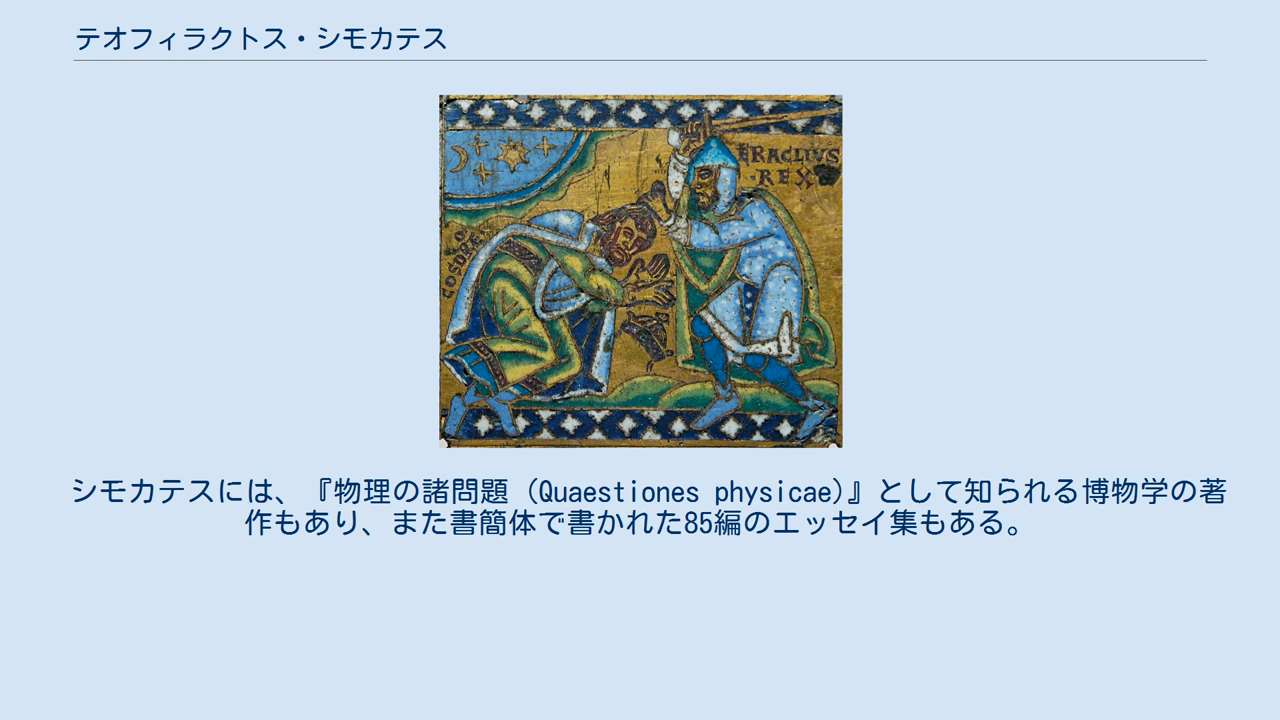 テオフィラクトス・シモカテス
ERACLIVS
REX
COSDRE
シモカテスには、『物理の諸問題 (Quaestiones physicae)』として知られる博物学の著
作もあり、また書簡体で書かれた85編のエッセイ集もある。